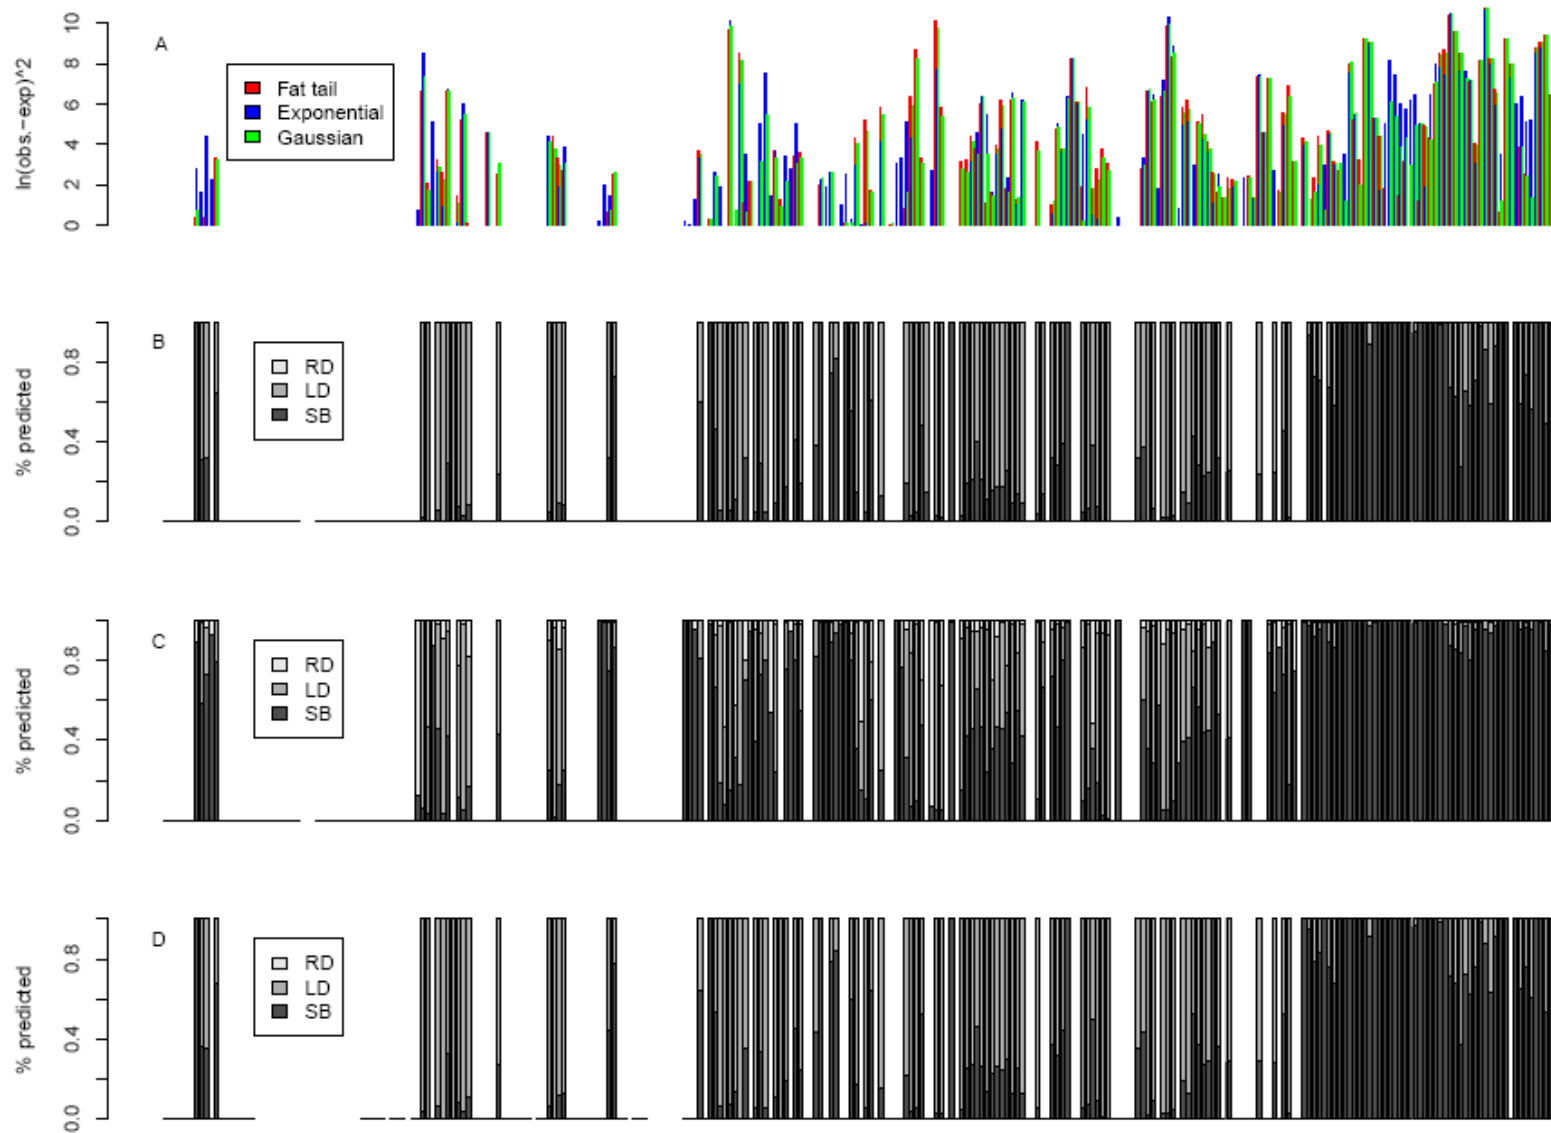 A
ln(obs.-exp)^2
10
8
6
4
2
0
Fat tail
Exponential
Gaussian
B
% predicted
0.8
0.4
0.0
RD
LD
SB
C
% predicted
0.8
0.4
0.0
RD
LD
SB
D
% predicted
0.8
0.4
0.0
RD
LD
SB